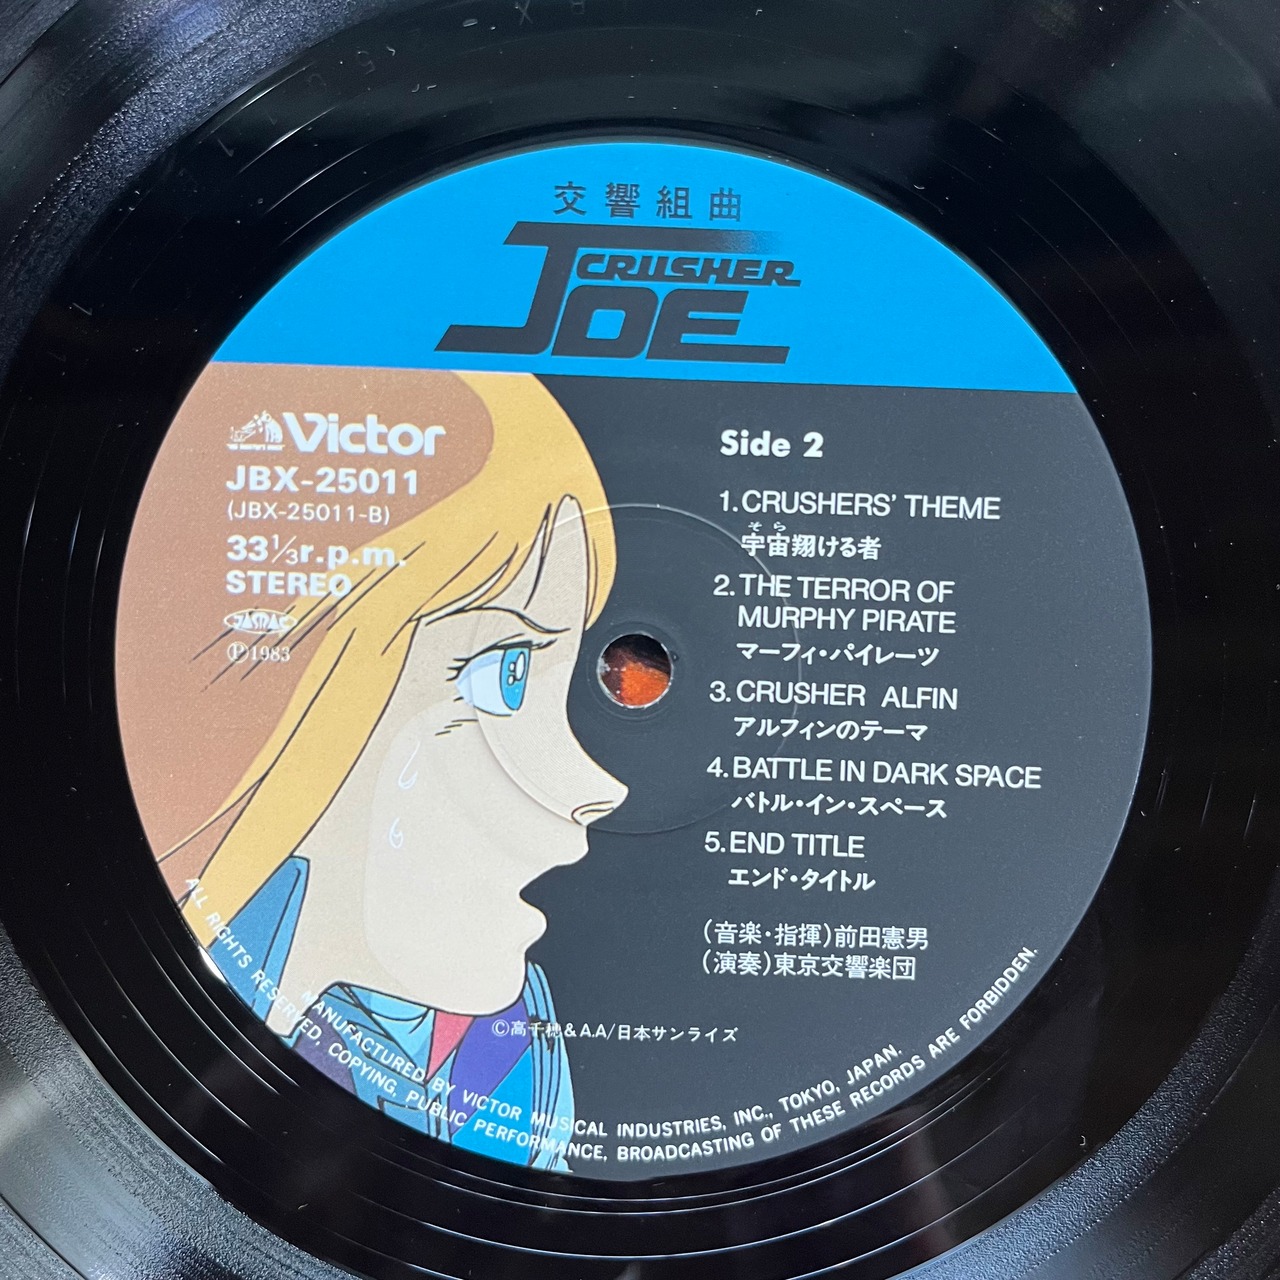 交響組曲
CRUSHER
JOE
Victor
JBX-25011
(JBX-25011-B)
33⅓r.p.m.
STEREO
JASRAC
Ⓟ1983
Side 2
1. CRUSHERS' THEME
そら
宇宙翔ける者
2. THE TERROR OF
MURPHY PIRATE
マーフィ・パイレーツ
3. CRUSHER ALFIN
アルフィンのテーマ
4. BATTLE IN DARK SPACE
バトル・イン・スペース
5. END TITLE
エンド・タイトル
(音楽・指揮)前田憲男
(演奏)東京交響楽団
©高千穂&A.A/日本サンライズ
MANUFACTURED BY VICTOR MUSICAL INDUSTRIES, INC., TOKYO, JAPAN.
ALL RIGHTS RESERVED, COPYING, PUBLIC PERFORMANCE, BROADCASTING OF THESE RECORDS ARE FORBIDDEN.